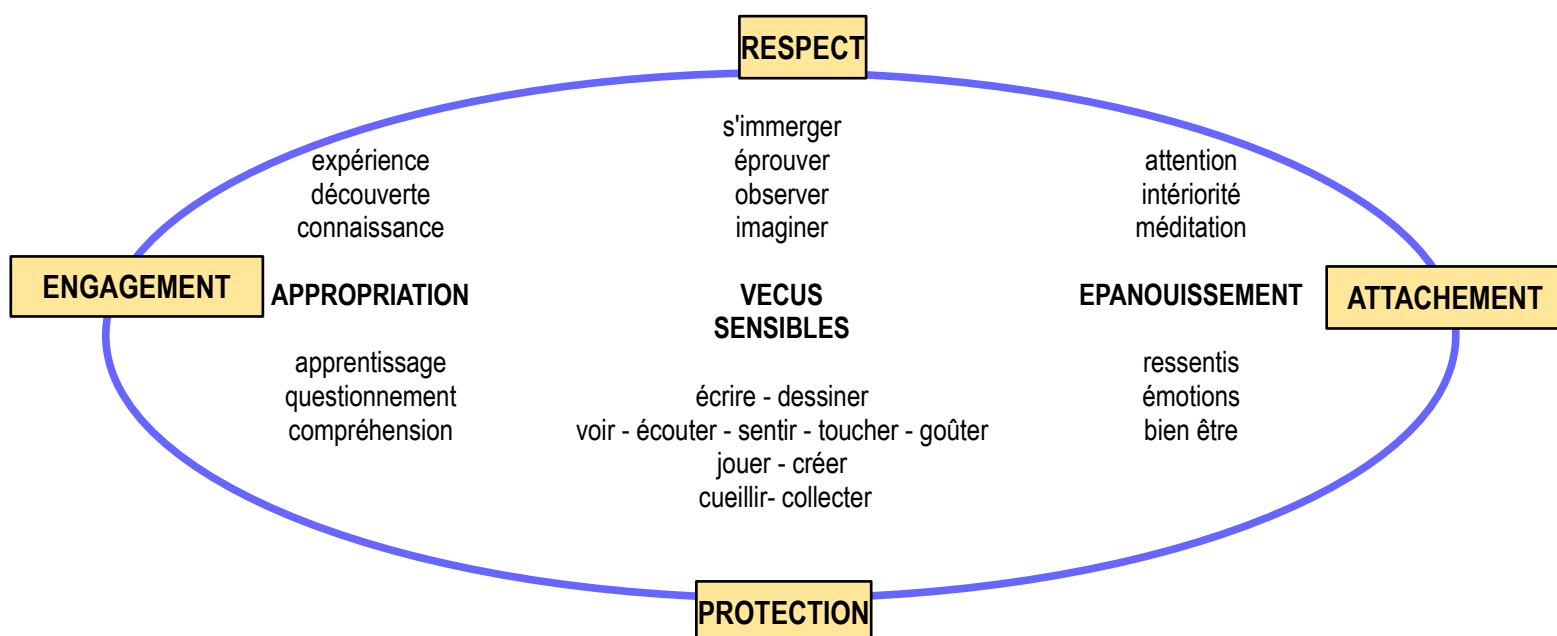 RESPECT
s'immerger
éprouver
observer
imaginer
expérience
découverte
connaissance
attention
intériorité
méditation
ENGAGEMENT
APPROPRIATION
VECUS
SENSIBLES
EPANOUISSEMENT
ATTACHEMENT
apprentissage
questionnement
compréhension
écrire - dessiner
voir - écouter - sentir - toucher - goûter
jouer - créer
cueillir- collecter
ressentis
émotions
bien être
PROTECTION